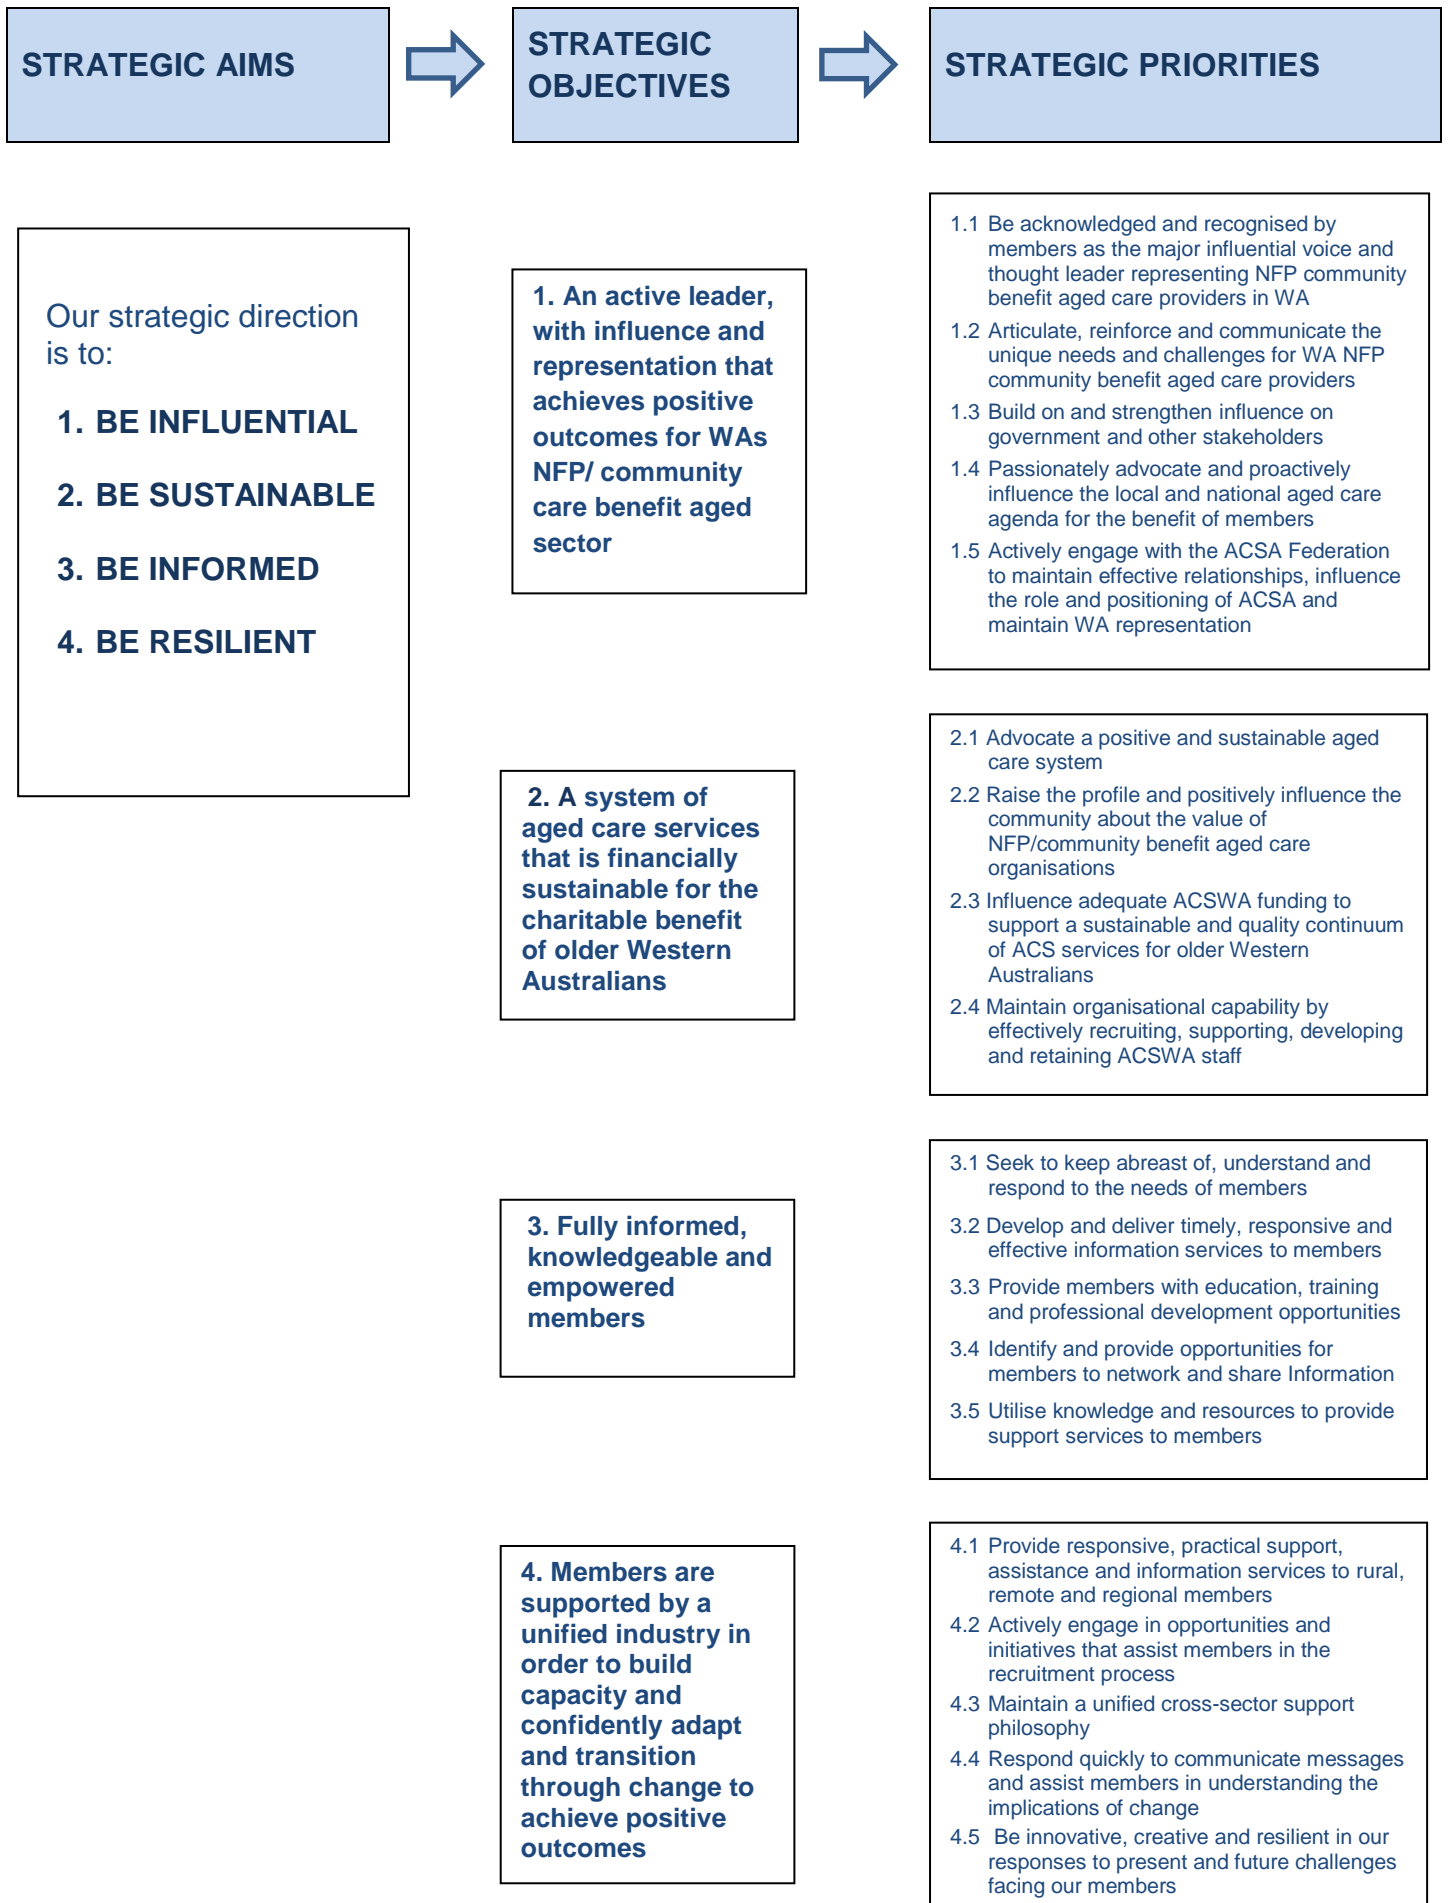 STRATEGIC AIMS
STRATEGIC
OBJECTIVES
STRATEGIC PRIORITIES
Our strategic direction
is to:
1. BE INFLUENTIAL
2. BE SUSTAINABLE
3. BE INFORMED
4. BE RESILIENT
1. An active leader,
with influence and
representation that
achieves positive
outcomes for WAs
NFP/ community
care benefit aged
sector
1.1 Be acknowledged and recognised by
members as the major influential voice and
thought leader representing NFP community
benefit aged care providers in WA
1.2 Articulate, reinforce and communicate the
unique needs and challenges for WA NFP
community benefit aged care providers
1.3 Build on and strengthen influence on
government and other stakeholders
1.4 Passionately advocate and proactively
influence the local and national aged care
agenda for the benefit of members
1.5 Actively engage with the ACSA Federation
to maintain effective relationships, influence
the role and positioning of ACSA and
maintain WA representation
2. A system of
aged care services
that is financially
sustainable for the
charitable benefit
of older Western
Australians
2.1 Advocate a positive and sustainable aged
care system
2.2 Raise the profile and positively influence the
community about the value of
NFP/community benefit aged care
organisations
2.3 Influence adequate ACSWA funding to
support a sustainable and quality continuum
of ACS services for older Western
Australians
2.4 Maintain organisational capability by
effectively recruiting, supporting, developing
and retaining ACSWA staff
3. Fully informed,
knowledgeable and
empowered
members
3.1 Seek to keep abreast of, understand and
respond to the needs of members
3.2 Develop and deliver timely, responsive and
effective information services to members
3.3 Provide members with education, training
and professional development opportunities
3.4 Identify and provide opportunities for
members to network and share Information
3.5 Utilise knowledge and resources to provide
support services to members
4. Members are
supported by a
unified industry in
order to build
capacity and
confidently adapt
and transition
through change to
achieve positive
outcomes
4.1 Provide responsive, practical support,
assistance and information services to rural,
remote and regional members
4.2 Actively engage in opportunities and
initiatives that assist members in the
recruitment process
4.3 Maintain a unified cross-sector support
philosophy
4.4 Respond quickly to communicate messages
and assist members in understanding the
implications of change
4.5 Be innovative, creative and resilient in our
responses to present and future challenges
facing our members